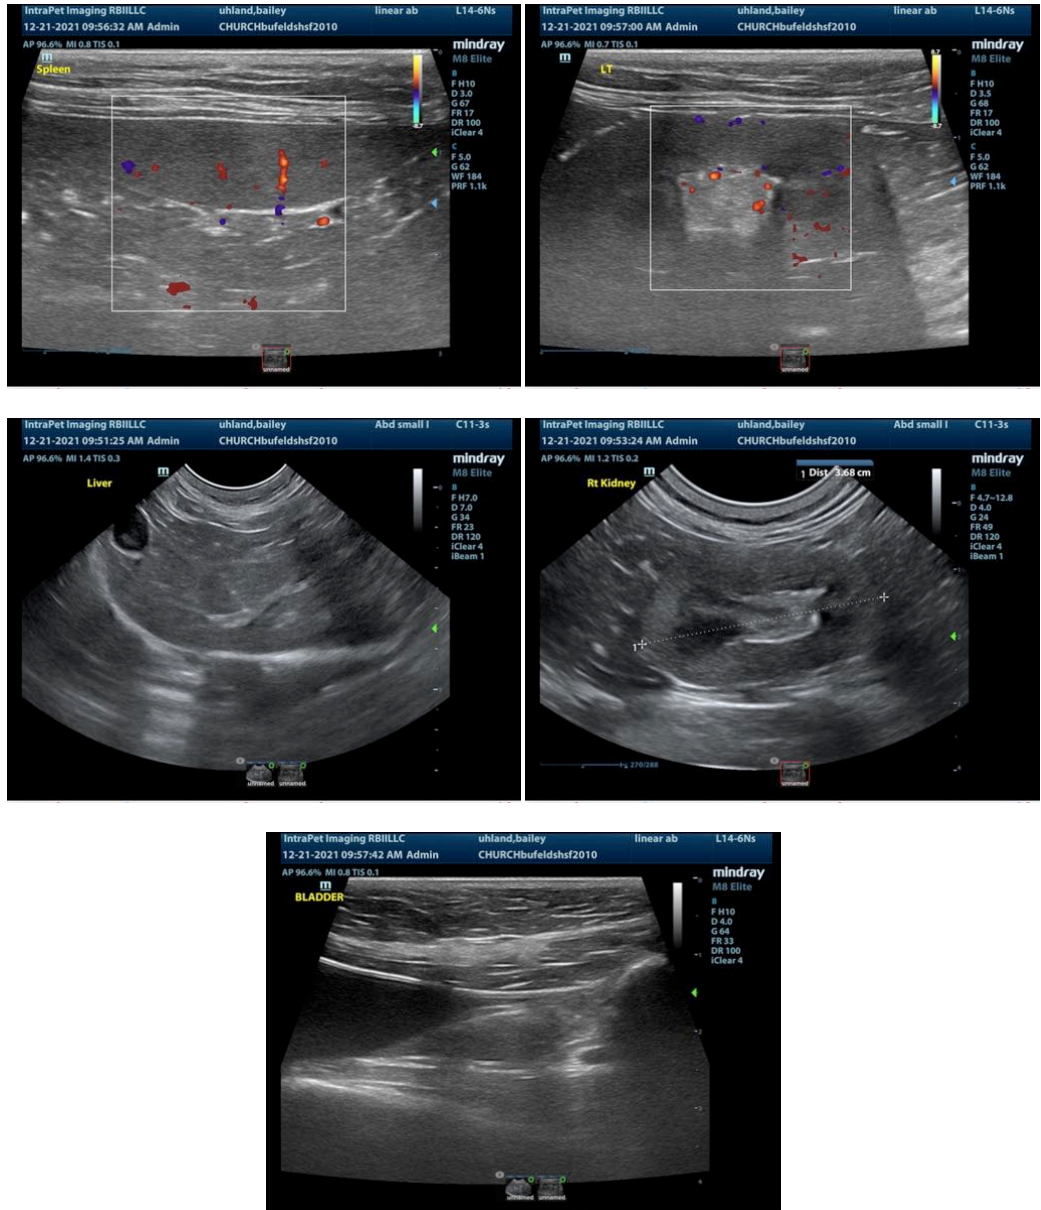 IntraPet Imaging RBIILLC uhland,bailey linear ab L14-6Ns
12-21-2021 09:56:32 AM Admin CHURCHbufeldshsf2010
AP 96.6% MI 0.8 TIS 0.1
mindray
M8 Elite
m
Spleen
B
F H10
D 3.0
G 67
FR 17
DR 100
iClear 4
C
F 5.0
G 62
WF 184
PRF 1.1k
unnamed
IntraPet Imaging RBIILLC uhland,bailey linear ab L14-6Ns
12-21-2021 09:57:00 AM Admin CHURCHbufeldshsf2010
AP 96.6% MI 0.7 TIS 0.1
mindray
M8 Elite
m
LT
0.7
B
F H10
D 3.5
G 68
FR 17
DR 100
iClear 4
C
F 5.0
G 62
WF 184
PRF 1.1k
unnamed
IntraPet Imaging RBIILLC uhland,bailey Abd small I C11-3s
12-21-2021 09:51:25 AM Admin CHURCHbufeldshsf2010
AP 96.6% MI 1.4 TIS 0.3
mindray
M8 Elite
m
Liver
B
F H7.0
D 7.0
G 34
FR 23
DR 120
iClear 4
iBeam 1
unnamed unnamed
IntraPet Imaging RBIILLC uhland,bailey Abd small I C11-3s
12-21-2021 09:53:24 AM Admin CHURCHbufeldshsf2010
AP 96.6% MI 1.2 TIS 0.2
mindray
M8 Elite
m
1 Dist 3.68 cm
Rt Kidney
B
F 4.7~12.8
D 4.0
G 24
FR 49
DR 120
iClear 4
iBeam 1
1
270/288
unnamed
IntraPet Imaging RBIILLC uhland,bailey linear ab L14-6Ns
12-21-2021 09:57:42 AM Admin CHURCHbufeldshsf2010
AP 96.6% MI 0.8 TIS 0.1
mindray
M8 Elite
m
BLADDER
B
F H10
D 4.0
G 64
FR 33
DR 100
iClear 4
unnamed unnamed